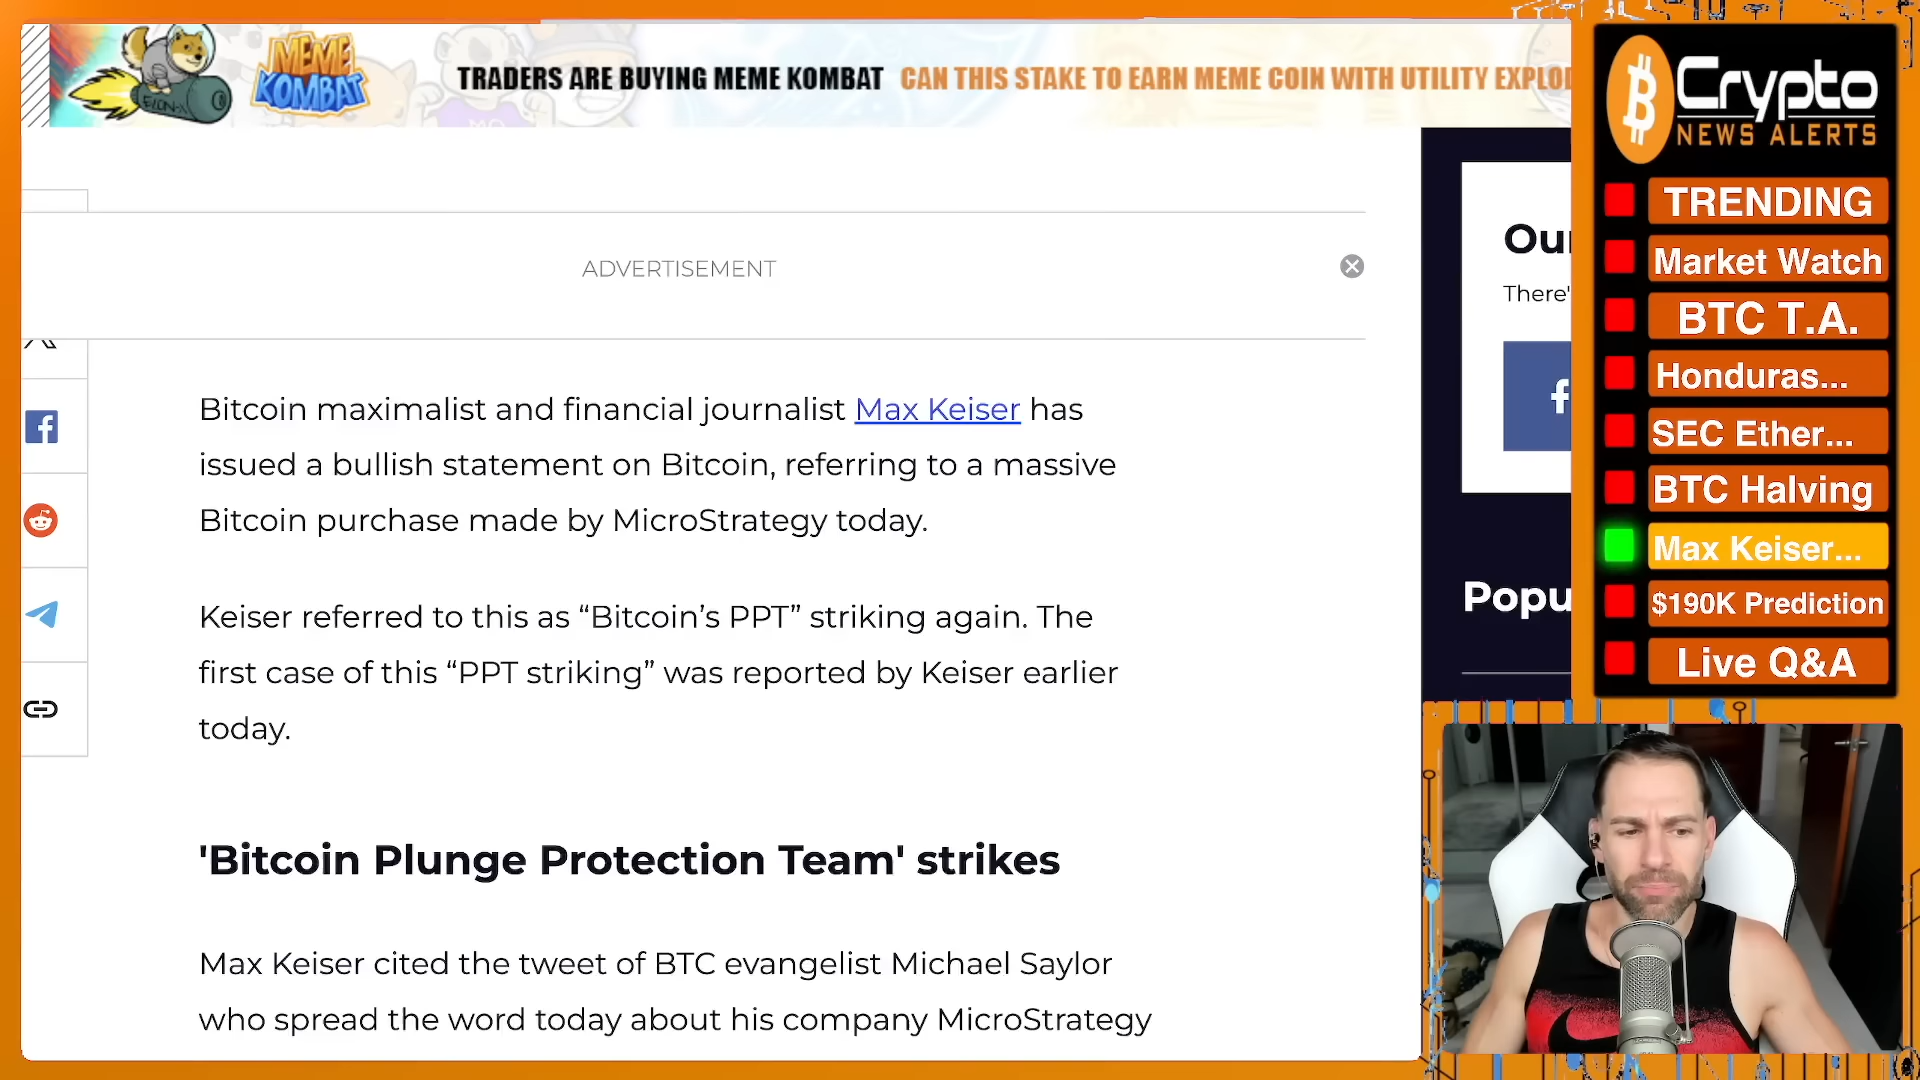 MEME
KOMBAT
TRADERS ARE BUYING MEME KOMBAT CAN THIS STAKE TO EARN MEME COIN WITH UTILITY EXPLOD
ADVERTISEMENT
Bitcoin maximalist and financial journalist Max Keiser has
issued a bullish statement on Bitcoin, referring to a massive
Bitcoin purchase made by MicroStrategy today.
Keiser referred to this as “Bitcoin’s PPT” striking again. The
first case of this “PPT striking” was reported by Keiser earlier
today.
'Bitcoin Plunge Protection Team' strikes
Max Keiser cited the tweet of BTC evangelist Michael Saylor
who spread the word today about his company MicroStrategy
Our
There'
Popu
Crypto
NEWS ALERTS
TRENDING
Market Watch
BTC T.A.
Honduras...
SEC Ether...
BTC Halving
Max Keiser...
$190K Prediction
Live Q&A